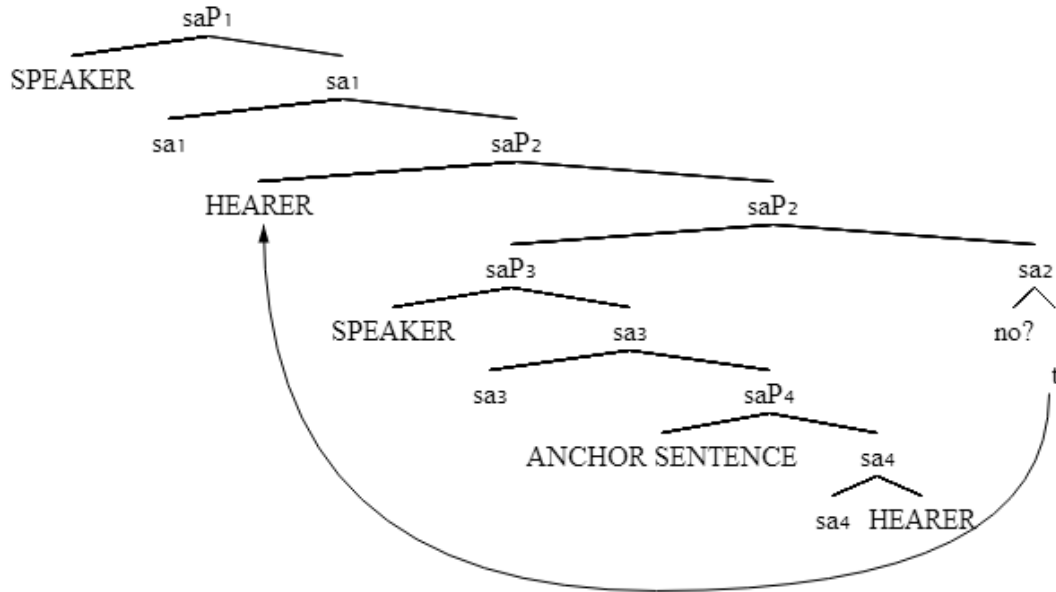 saP₁
SPEAKER sa₁
sa₁ saP₂
HEARER saP₂
saP₃ sa₂
SPEAKER sa₃ no?
sa₃ saP₄ t
ANCHOR SENTENCE sa₄
sa₄ HEARER